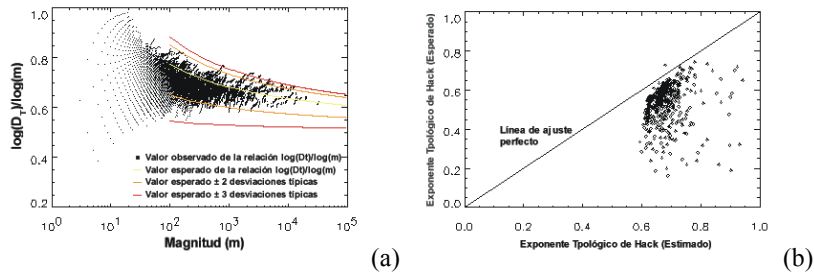 log(D_T)/log(m)
1.0
0.8
0.6
0.4
0.2
Valor observado de la relación log(Dt)/log(m)
Valor esperado de la relación log(Dt)/log(m)
Valor esperado ± 2 desviaciones típicas
Valor esperado ± 3 desviaciones típicas
10^0 10^1 10^2 10^3 10^4 10^5
Magnitud (m)
(a)
Exponente Tpológico de Hack (Esperado)
1.0
0.8
0.6
0.4
0.2
0.0
Línea de ajuste
perfecto
0.0 0.2 0.4 0.6 0.8 1.0
Exponente Tpológico de Hack (Estimado)
(b)